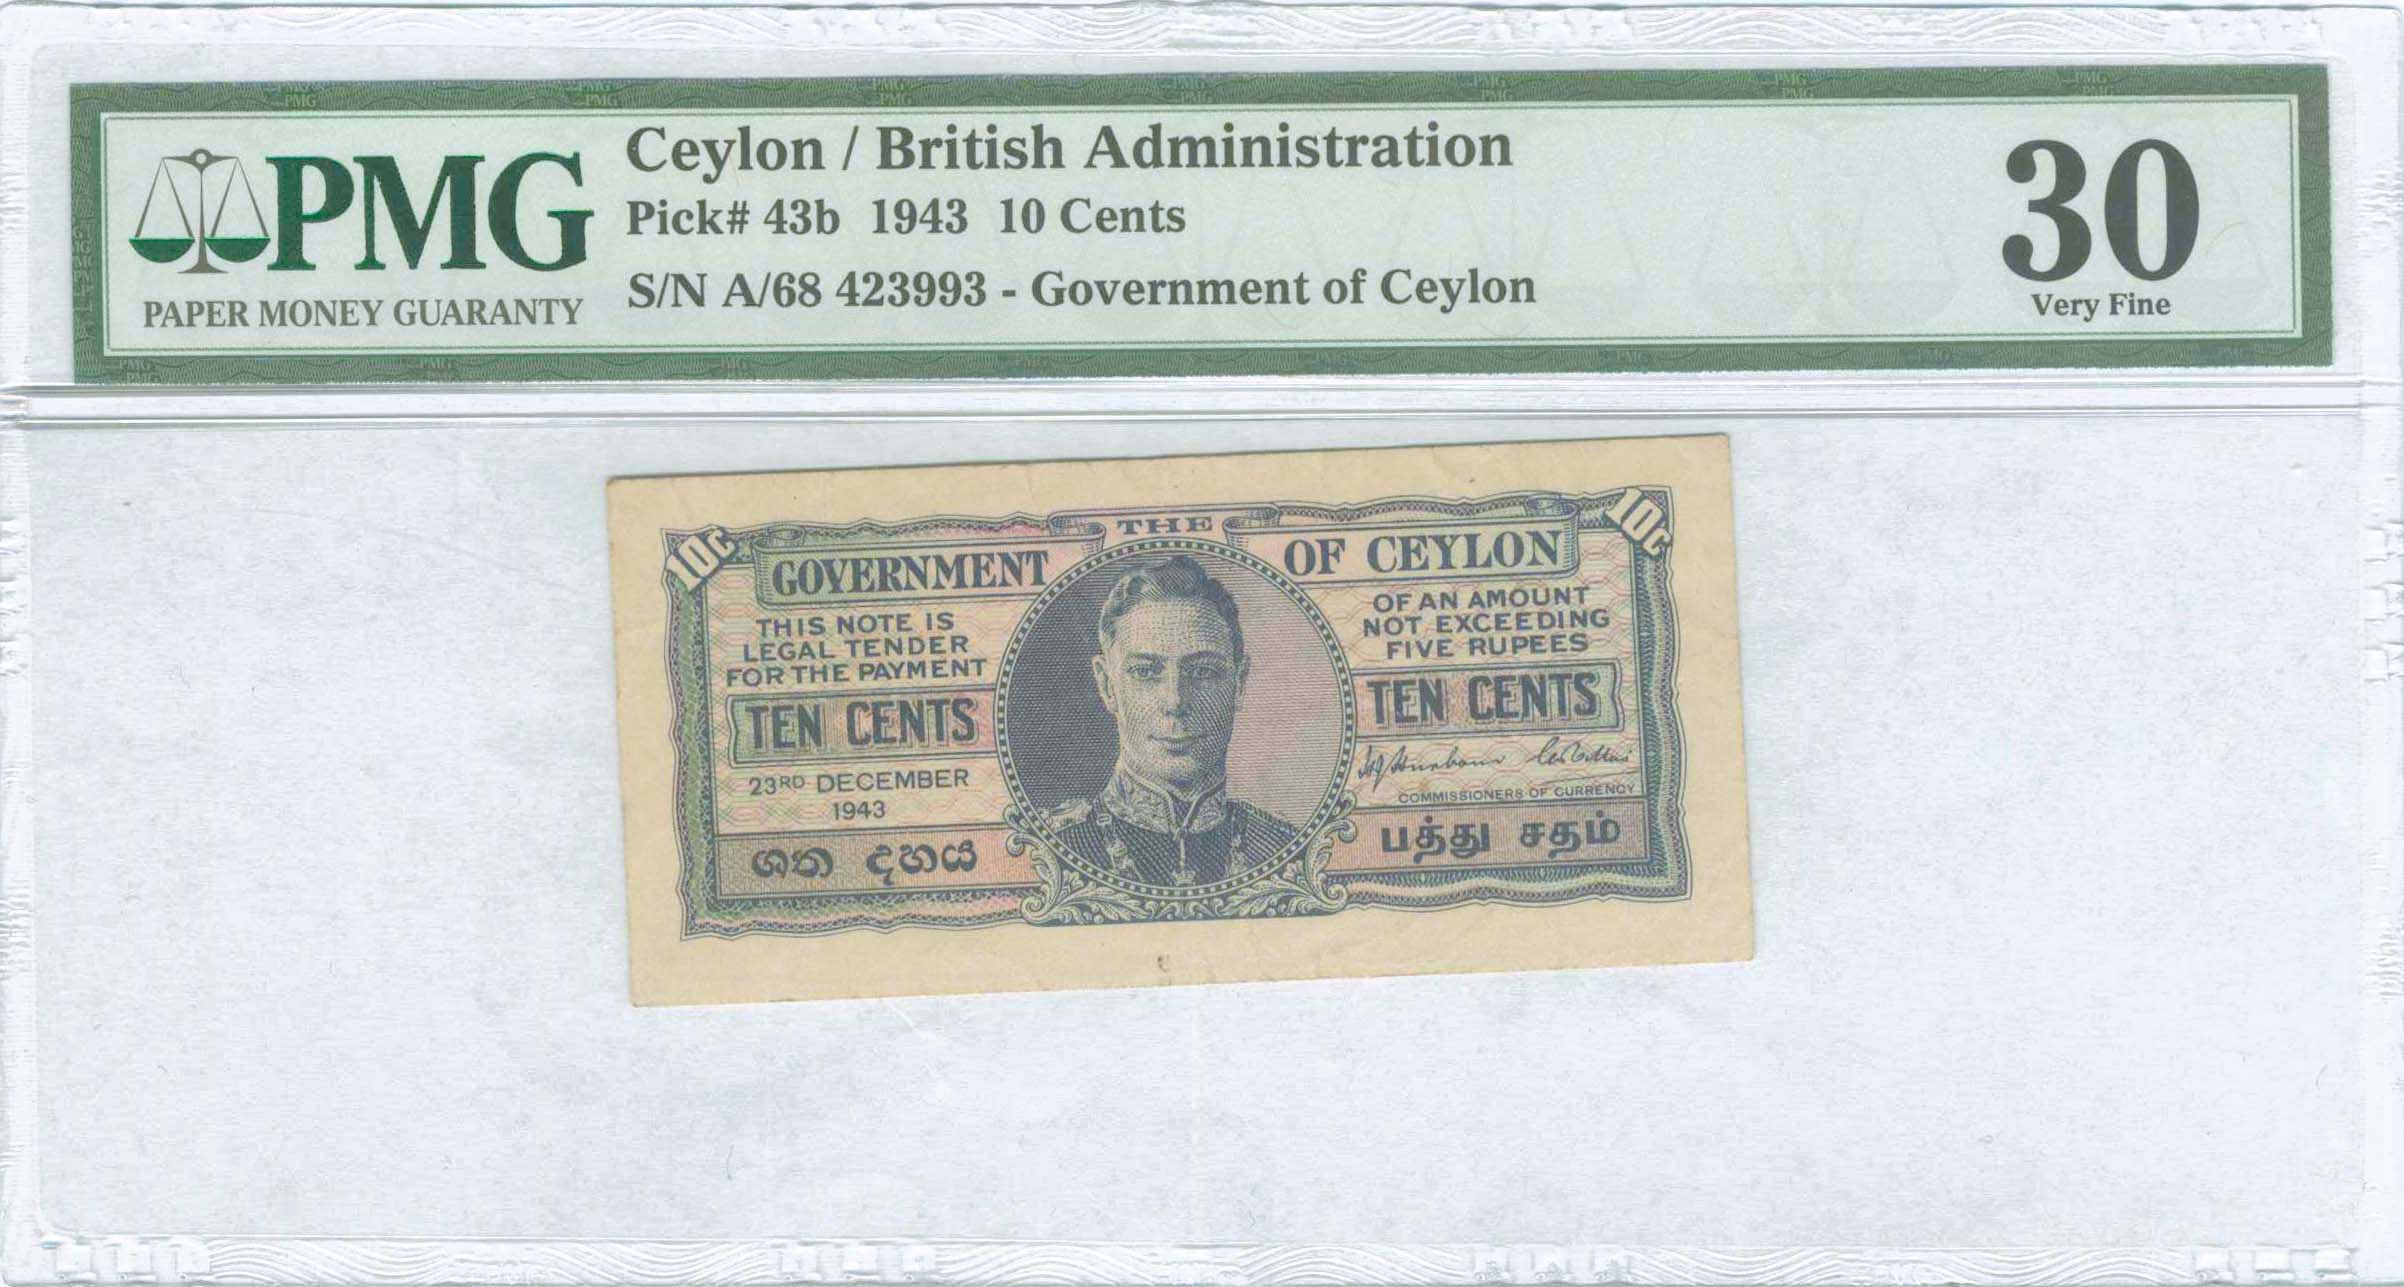 PMG
PAPER MONEY GUARANTY
Ceylon / British Administration
Pick# 43b 1943 10 Cents
S/N A/68 423993 - Government of Ceylon
30
Very Fine
10c
10c
THE
GOVERNMENT OF CEYLON
THIS NOTE IS
LEGAL TENDER
FOR THE PAYMENT
OF AN AMOUNT
NOT EXCEEDING
FIVE RUPEES
TEN CENTS
TEN CENTS
23RD DECEMBER
1943
COMMISSIONERS OF CURRENCY
ශත දහය
பத்து சதம்